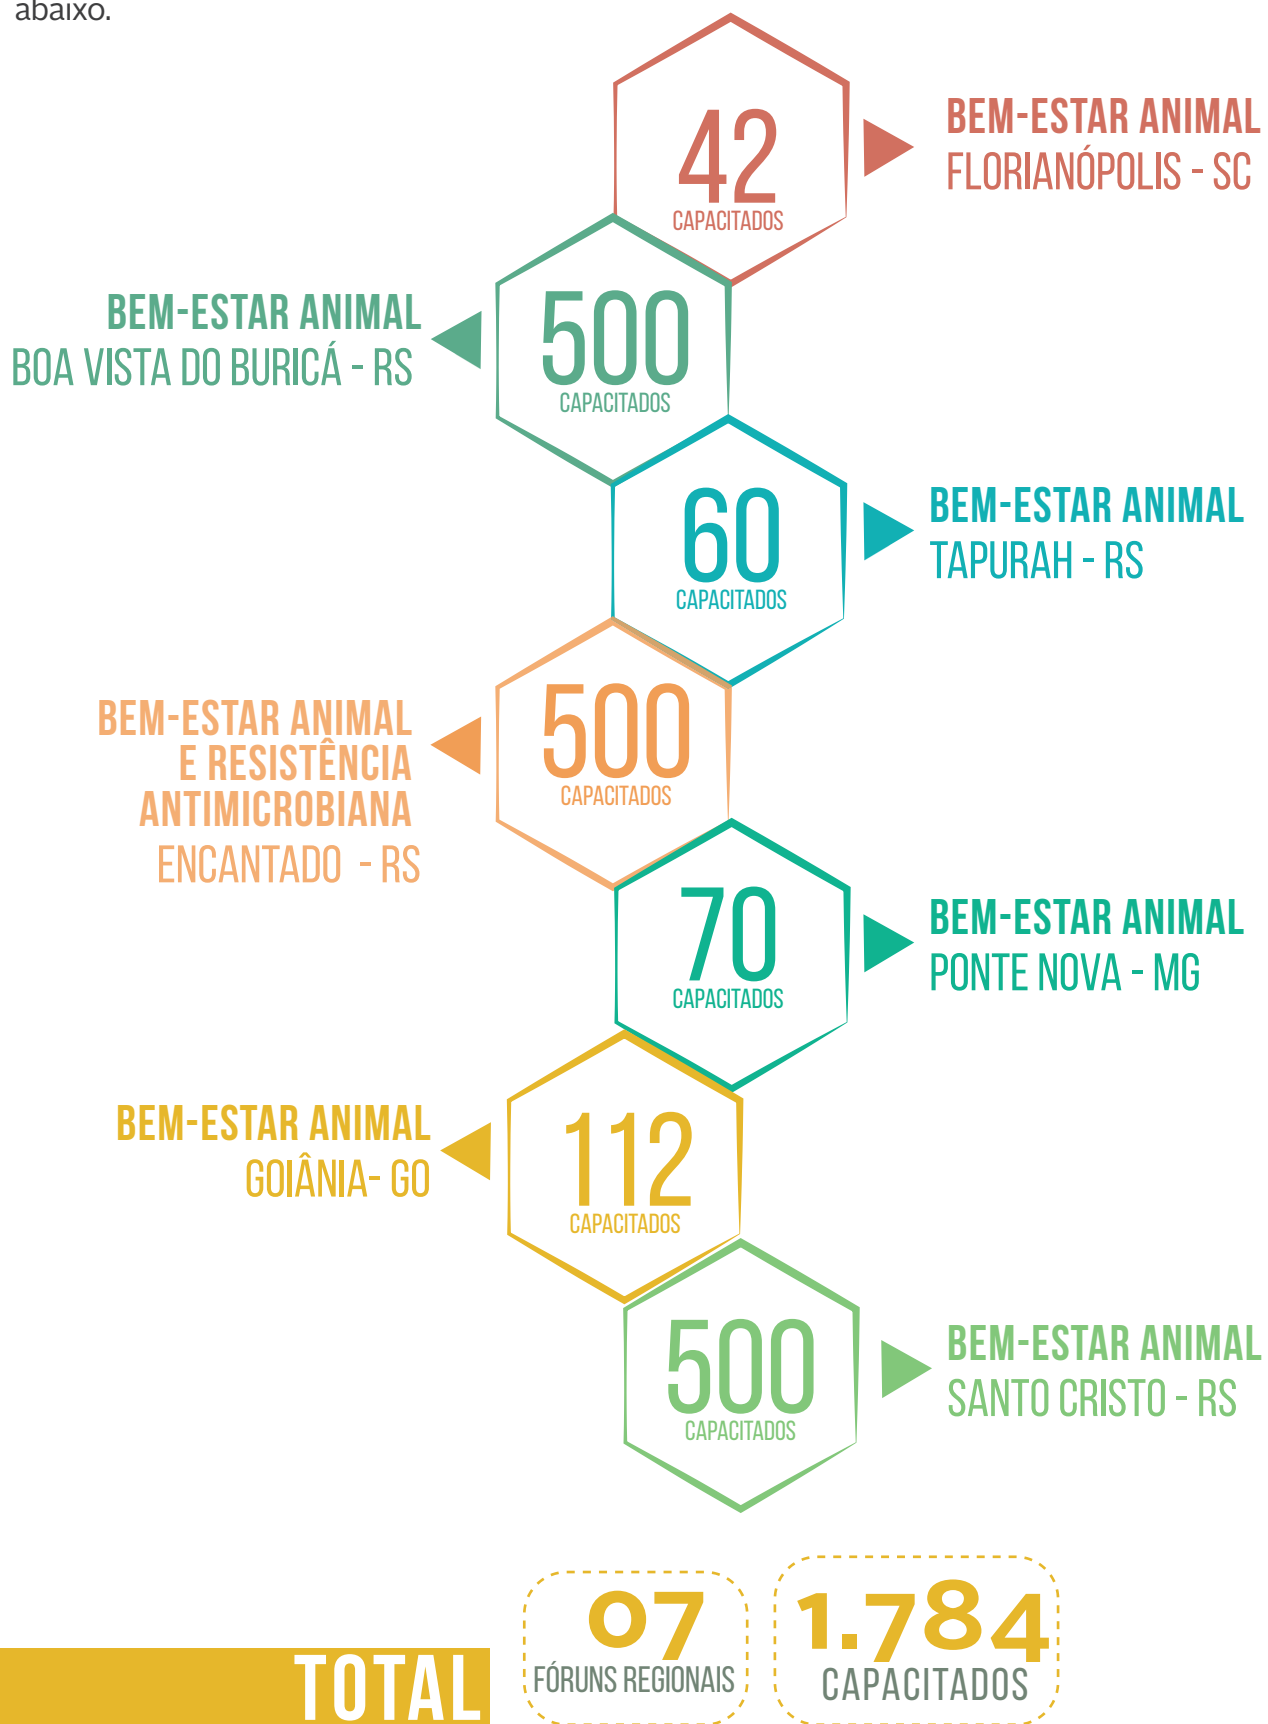 abaixo.
42
CAPACITADOS
BEM-ESTAR ANIMAL
FLORIANÓPOLIS - SC
BEM-ESTAR ANIMAL
BOA VISTA DO BURICÁ - RS
500
CAPACITADOS
60
CAPACITADOS
BEM-ESTAR ANIMAL
TAPURAH - RS
BEM-ESTAR ANIMAL
E RESISTÊNCIA
ANTIMICROBIANA
ENCANTADO - RS
500
CAPACITADOS
70
CAPACITADOS
BEM-ESTAR ANIMAL
PONTE NOVA - MG
BEM-ESTAR ANIMAL
GOIÂNIA- GO
112
CAPACITADOS
500
CAPACITADOS
BEM-ESTAR ANIMAL
SANTO CRISTO - RS
TOTAL
07
FÓRUNS REGIONAIS
1.784
CAPACITADOS